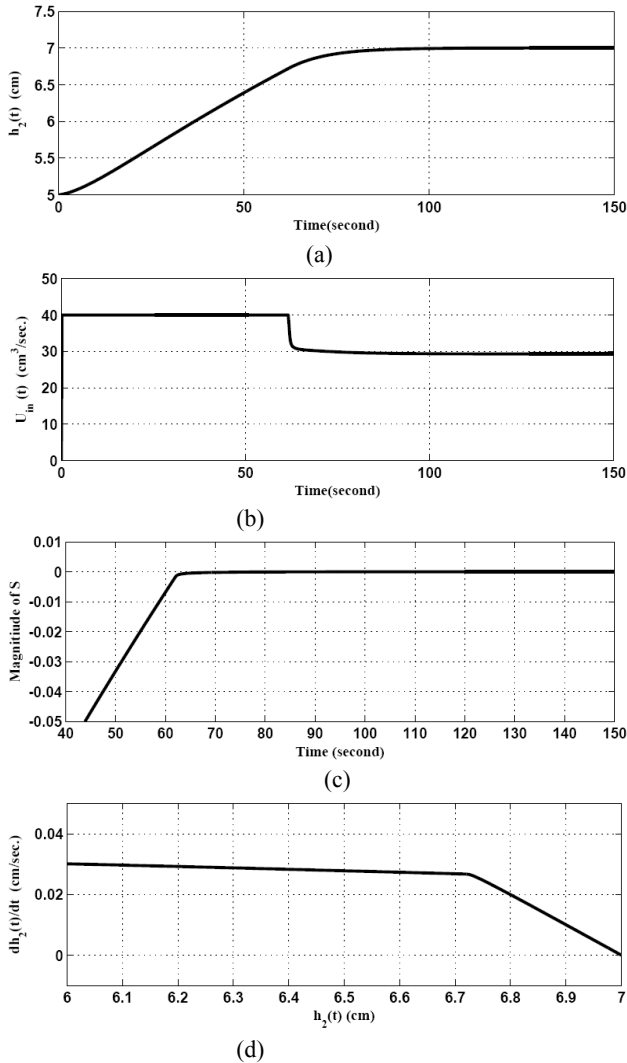 7.5
7
6.5
6
5.5
5
h2(t) (cm)
0 50 100 150
Time(second)
(a)
50
40
30
20
10
0
Uin (t) (cm3/sec.)
0 50 100 150
Time(second)
(b)
0.01
0
-0.01
-0.02
-0.03
-0.04
-0.05
Magnitiude of S
40 50 60 70 80 90 100 110 120 130 140 150
Time (second)
(c)
0.04
0.02
0
dh2(t)/dt (cm/sec.)
6 6.1 6.2 6.3 6.4 6.5 6.6 6.7 6.8 6.9 7
h2(t) (cm)
(d)